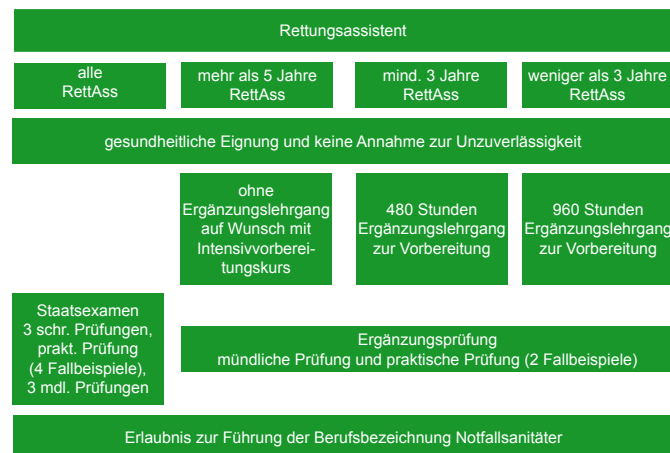 Rettungsassistent
alle
RettAss
mehr als 5 Jahre
RettAss
mind. 3 Jahre
RettAss
weniger als 3 Jahre
RettAss
gesundheitliche Eignung und keine Annahme zur Unzuverlässigkeit
ohne
Ergänzungslehrgang
auf Wunsch mit
Intensivvorberei-
tungskurs
480 Stunden
Ergänzungslehrgang
zur Vorbereitung
960 Stunden
Ergänzungslehrgang
zur Vorbereitung
Staatsexamen
3 schr. Prüfungen,
prakt. Prüfung
(4 Fallbeispiele),
3 mdl. Prüfungen
Ergänzungsprüfung
mündliche Prüfung und praktische Prüfung (2 Fallbeispiele)
Erlaubnis zur Führung der Berufsbezeichnung Notfallsanitäter